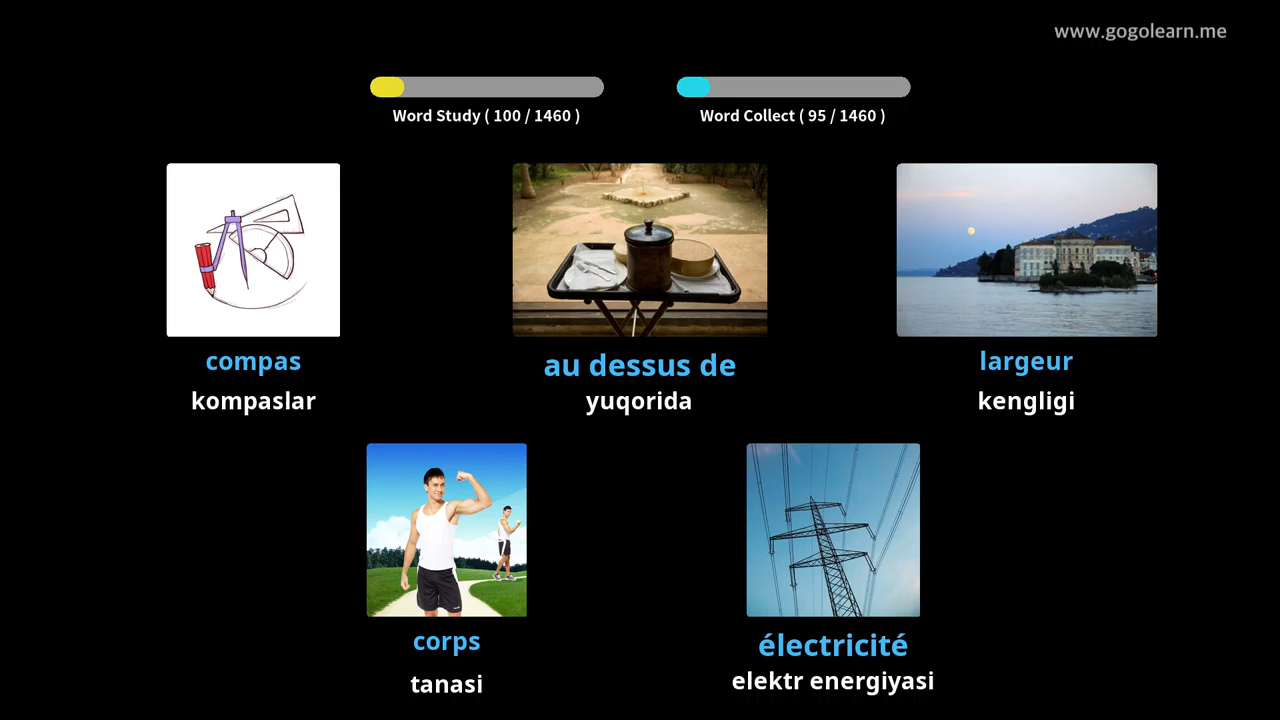 www.gogolearn.me
Word Study ( 100 / 1460 )
Word Collect ( 95 / 1460 )
compas
kompaslar
au dessus de
yuqorida
largeur
kengligi
corps
tanasi
électricité
elektr energiyasi